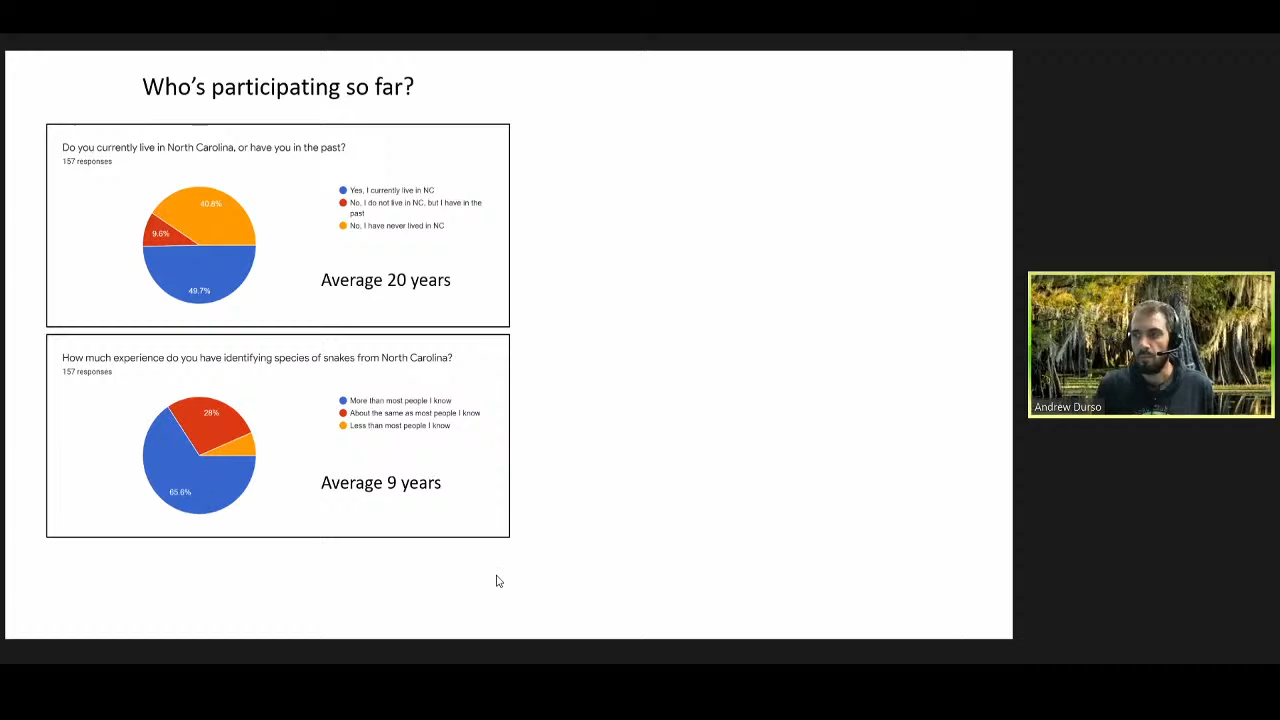 Who's participating so far?
Do you currently live in North Carolina, or have you in the past?
157 responses
40.8%
9.6%
49.7%
Yes, I currently live in NC
No, I do not live in NC, but I have in the
past
No, I have never lived in NC
Average 20 years
How much experience do you have identifying species of snakes from North Carolina?
157 responses
28%
65.6%
More than most people I know
About the same as most people I know
Less than most people I know
Average 9 years
Andrew Durso